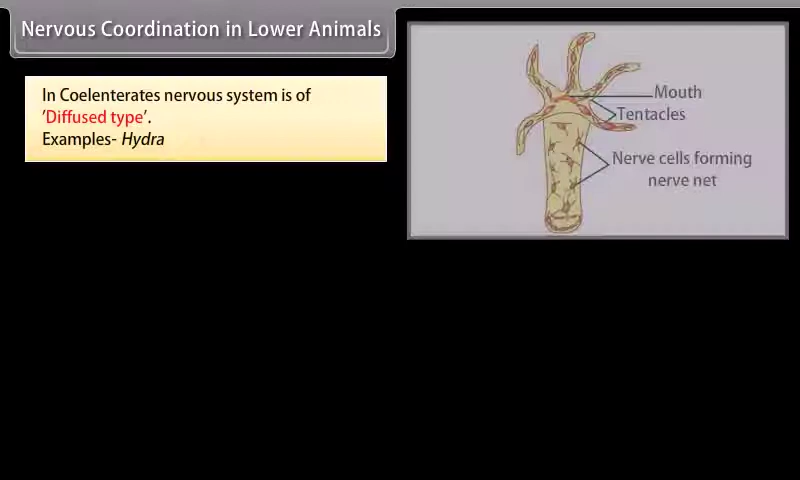 Nervous Coordination in Lower Animals
In Coelenterates nervous system is of
'Diffused type'.
Examples- Hydra
Mouth
Tentacles
Nerve cells forming
nerve net